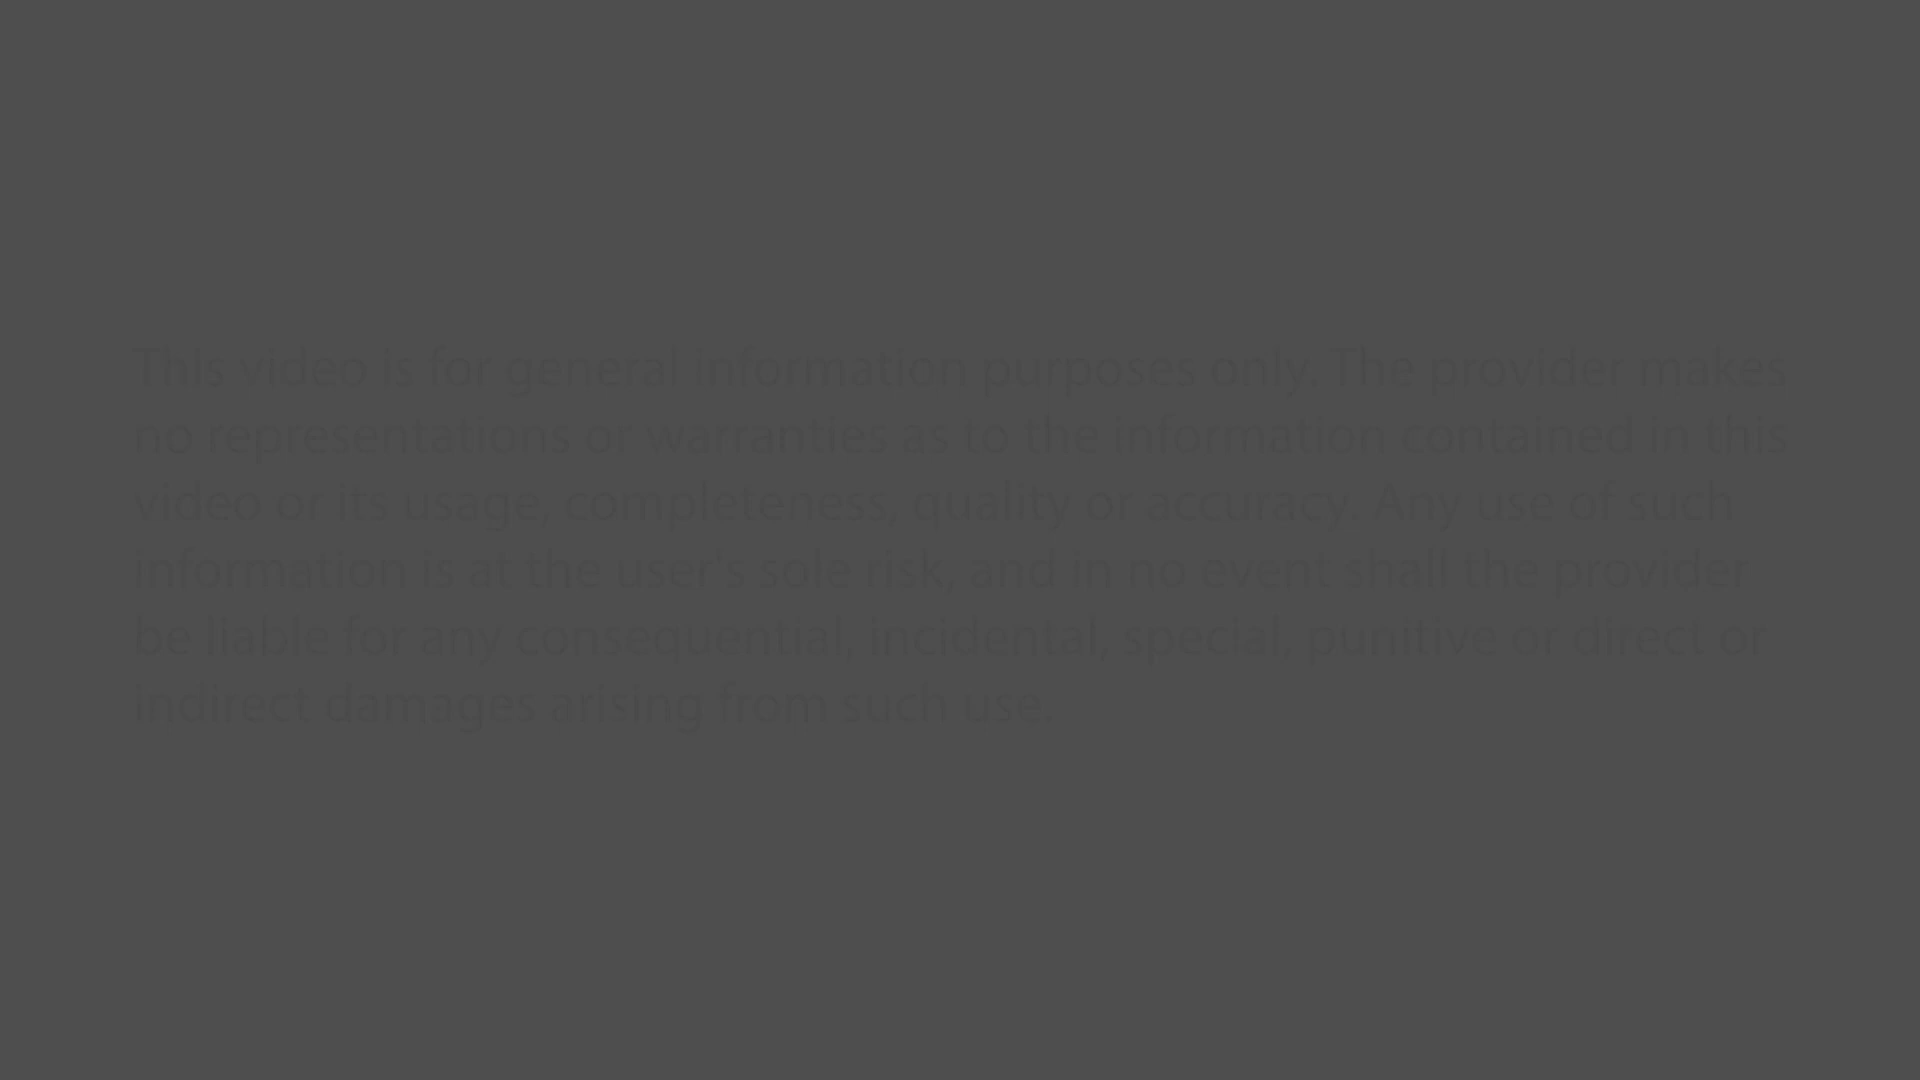 This video is for general information purposes only. The provider makes
no representations or warranties as to the information contained in this
video or its usage, completeness, quality or accuracy. Any use of such
information is at the user's sole risk, and in no event shall the provider
be liable for any consequential, incidental, special, punitive or direct or
indirect damages arising from such use.